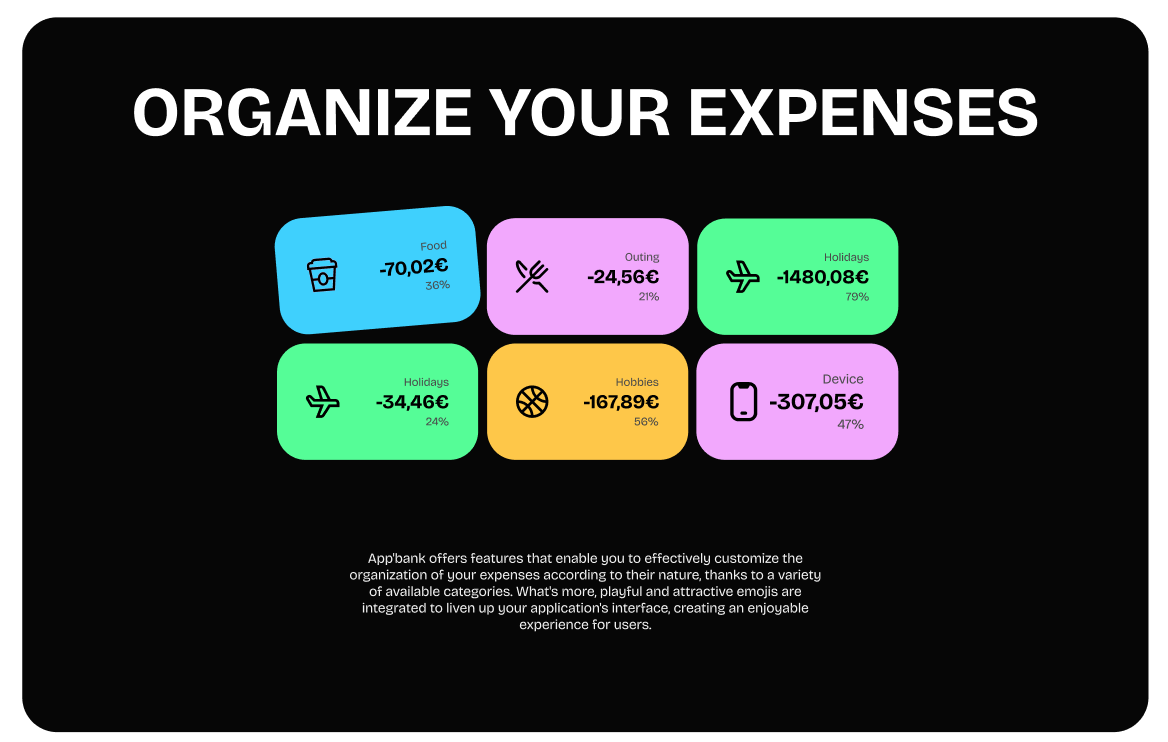 ORGANIZE YOUR EXPENSES
Food
-70,02€
36%
Outing
-24,56€
21%
Holidays
-1480,08€
79%
Holidays
-34,46€
24%
Hobbies
-167,89€
56%
Device
-307,05€
47%
App'bank offers features that enable you to effectively customize the
organization of your expenses according to their nature, thanks to a variety
of available categories. What's more, playful and attractive emojis are
integrated to liven up your application's interface, creating an enjoyable
experience for users.